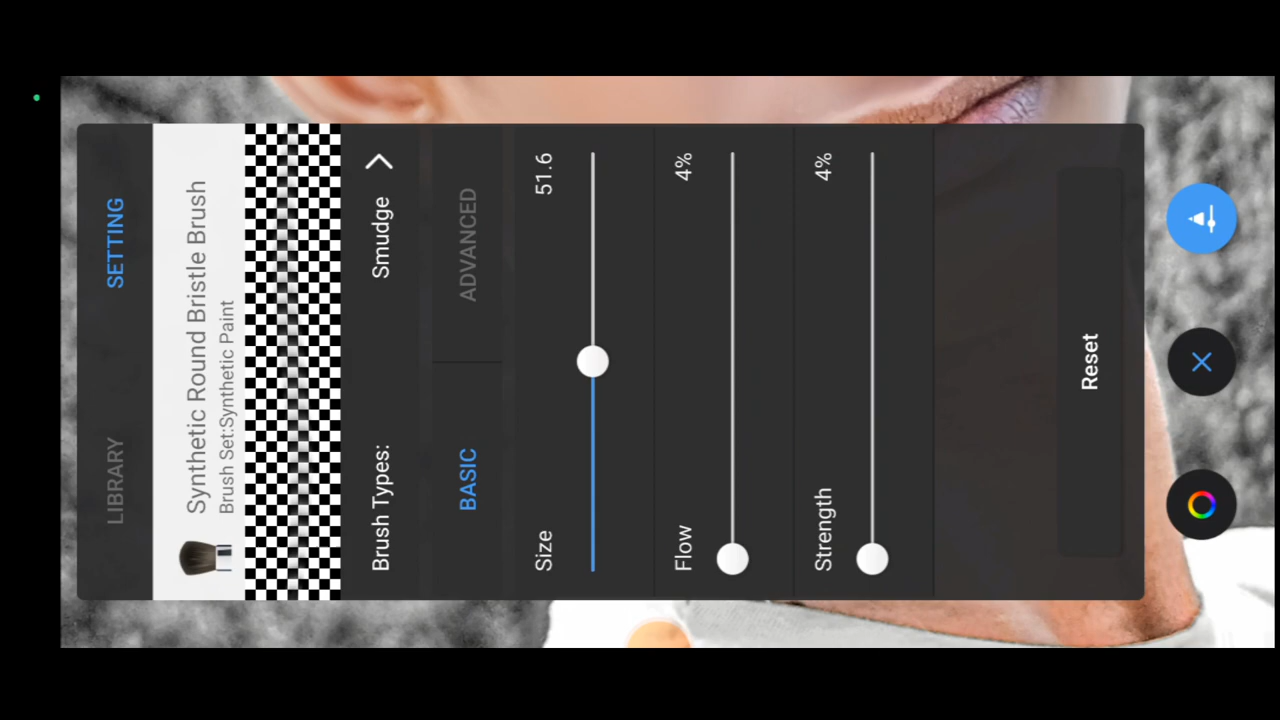 LIBRARY SETTING
Synthetic Round Bristle Brush
Brush Set:Synthetic Paint
Brush Types: Smudge
BASIC ADVANCED
Size 51.6
Flow 4%
Strength 4%
Reset